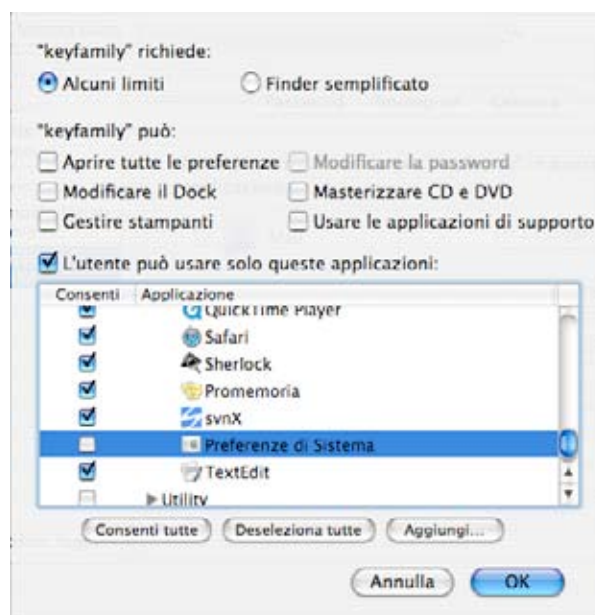 "keyfamily" richiede:
Alcuni limiti Finder semplificato
"keyfamily" può:
Aprire tutte le preferenze Modificare la password
Modificare il Dock Masterizzare CD e DVD
Gestire stampanti Usare le applicazioni di supporto
L'utente può usare solo queste applicazioni:
Consenti Applicazione
QuickTime Player
Safari
Sherlock
Promemoria
svnX
Preferenze di Sistema
TextEdit
Utility
Consenti tutte Deseleziona tutte Aggiungi...
Annulla OK